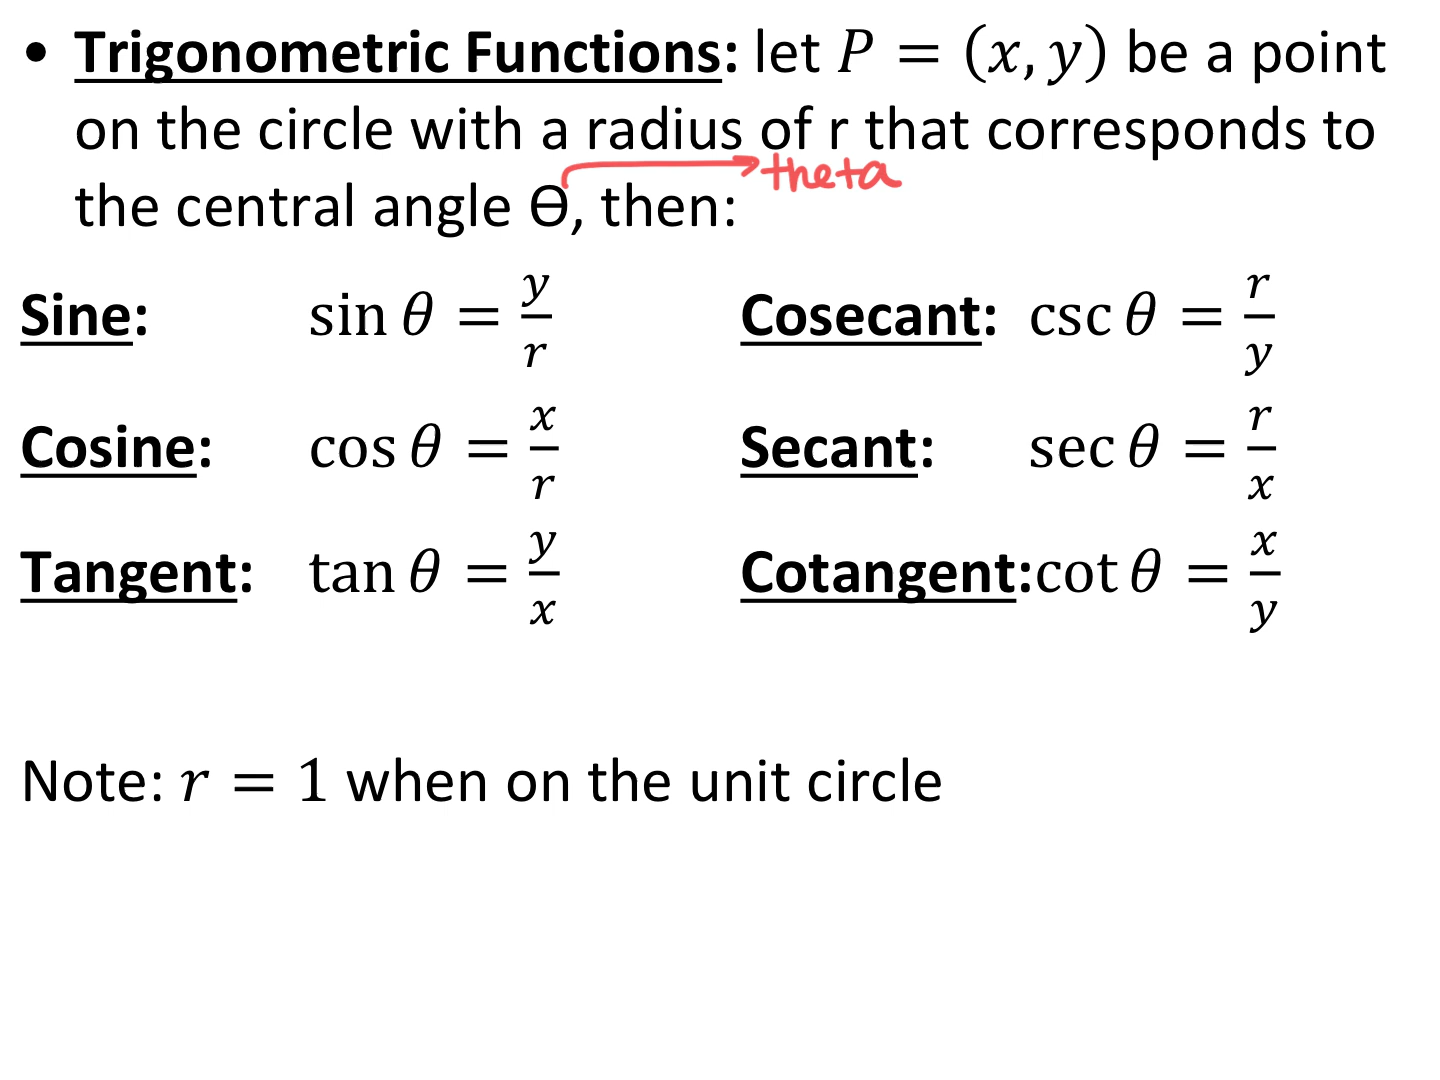 • Trigonometric Functions: let P = (x, y) be a point
on the circle with a radius of r that corresponds to
theta
the central angle Ɵ, then:
Sine: sin θ = y/r Cosecant: csc θ = r/y
Cosine: cos θ = x/r Secant: sec θ = r/x
Tangent: tan θ = y/x Cotangent:cot θ = x/y
Note: r = 1 when on the unit circle